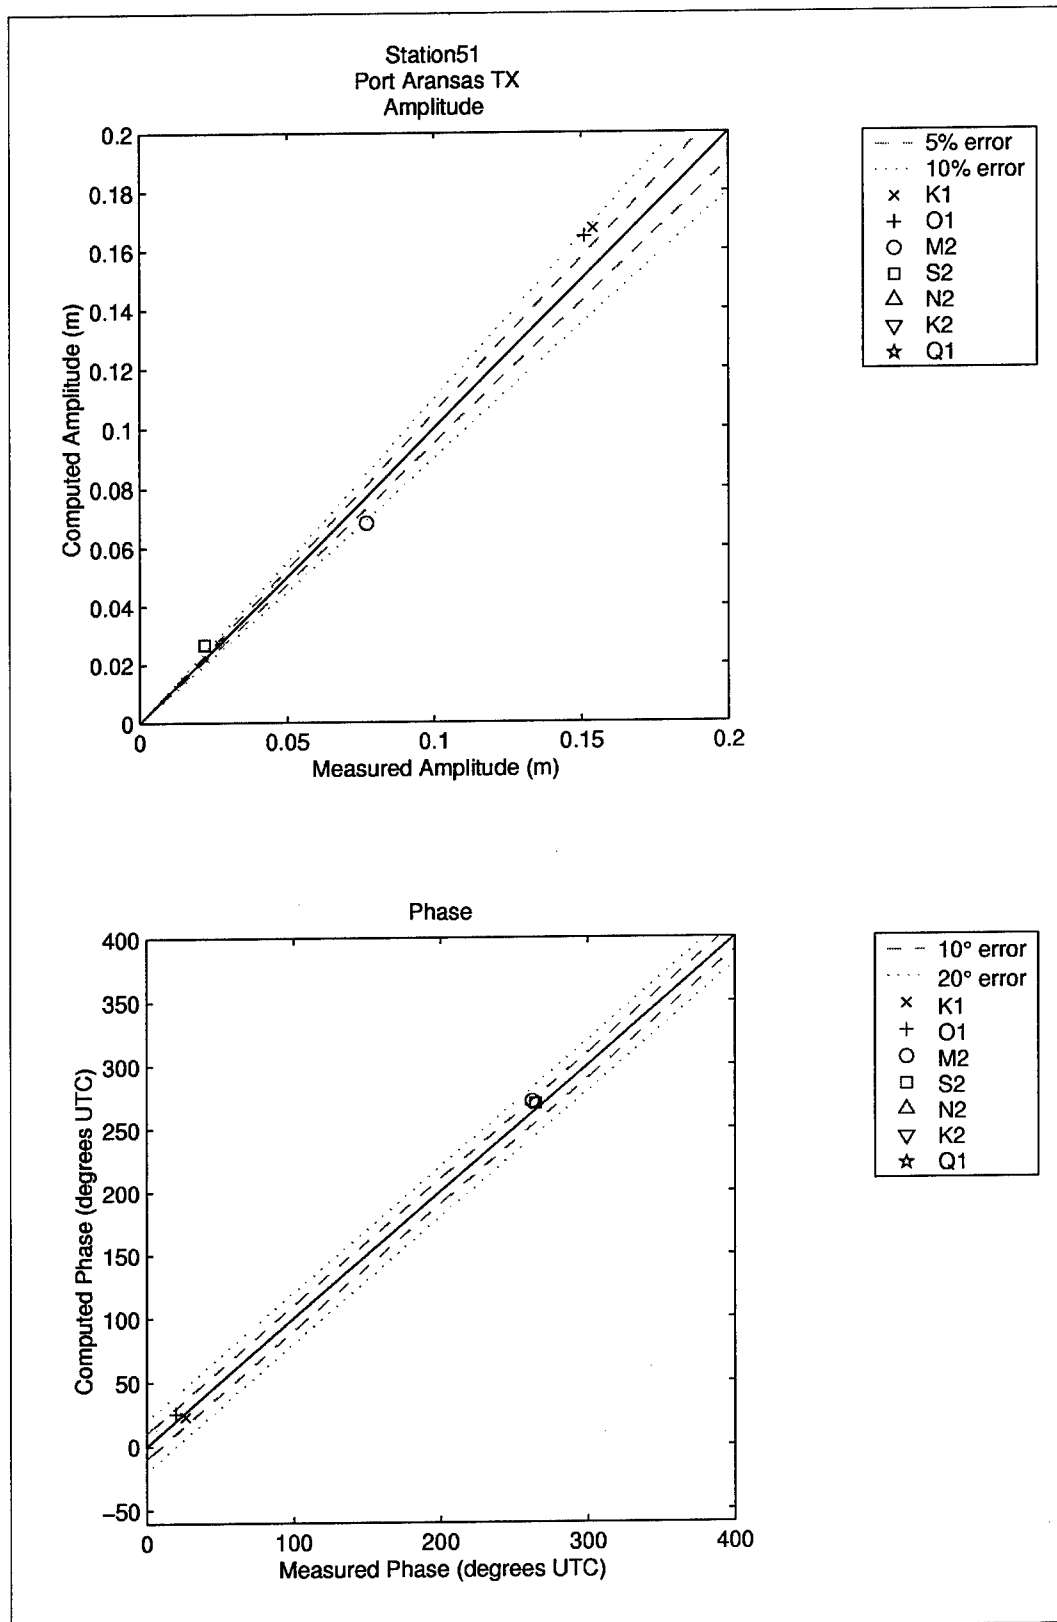 Station51
Port Aransas TX
Amplitude
0.2
0.18
0.16
0.14
0.12
0.1
0.08
0.06
0.04
0.02
0
Computed Amplitude (m)
0 0.05 0.1 0.15 0.2
Measured Amplitude (m)
5% error
10% error
K1
O1
M2
S2
N2
K2
Q1
Phase
400
350
300
250
200
150
100
50
0
−50
Computed Phase (degrees UTC)
0 100 200 300 400
Measured Phase (degrees UTC)
10° error
20° error
K1
O1
M2
S2
N2
K2
Q1